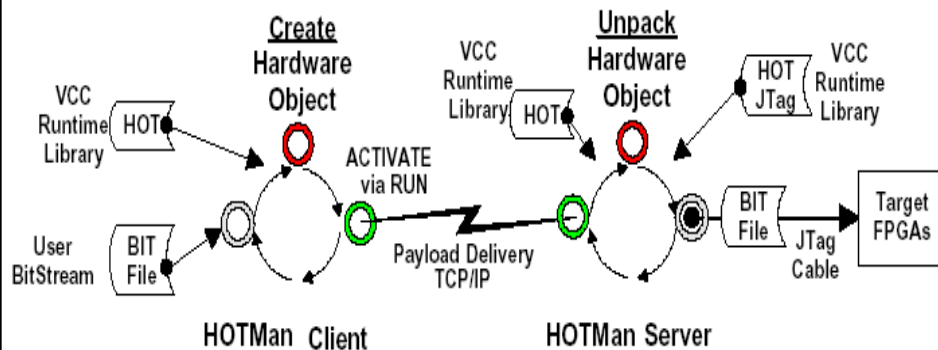 Create
Hardware
Object
VCC
Runtime
Library
HOT
ACTIVATE
via RUN
User
BitStream
BIT
File
HOTMan Client
Payload Delivery
TCP/IP
Unpack
Hardware
Object
VCC
Runtime
Library
HOT
HOT
JTag
VCC
Runtime
Library
BIT
File
JTag
Cable
Target
FPGAs
HOTMan Server